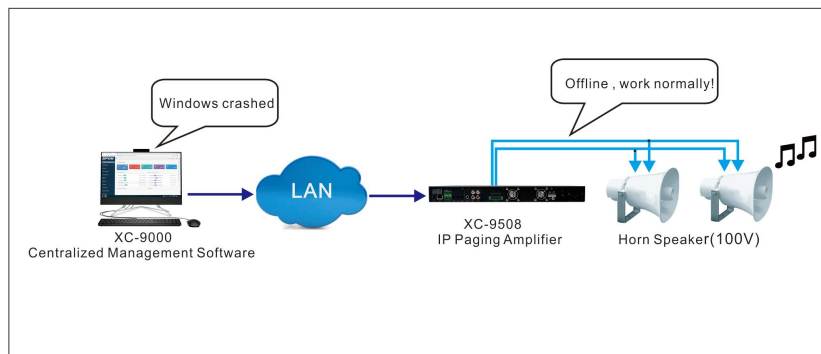 Windows crashed
Offline , work normally!
LAN
XC-9000
Centralized Management Software
XC-9508
IP Paging Amplifier
Horn Speaker(100V)